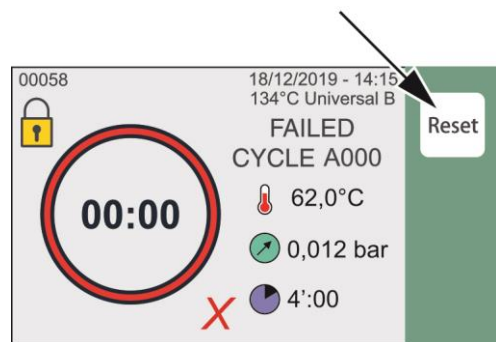 00058
18/12/2019 - 14:15
134°C Universal B
FAILED
CYCLE A000
Reset
00:00
62,0°C
0,012 bar
X
4':00